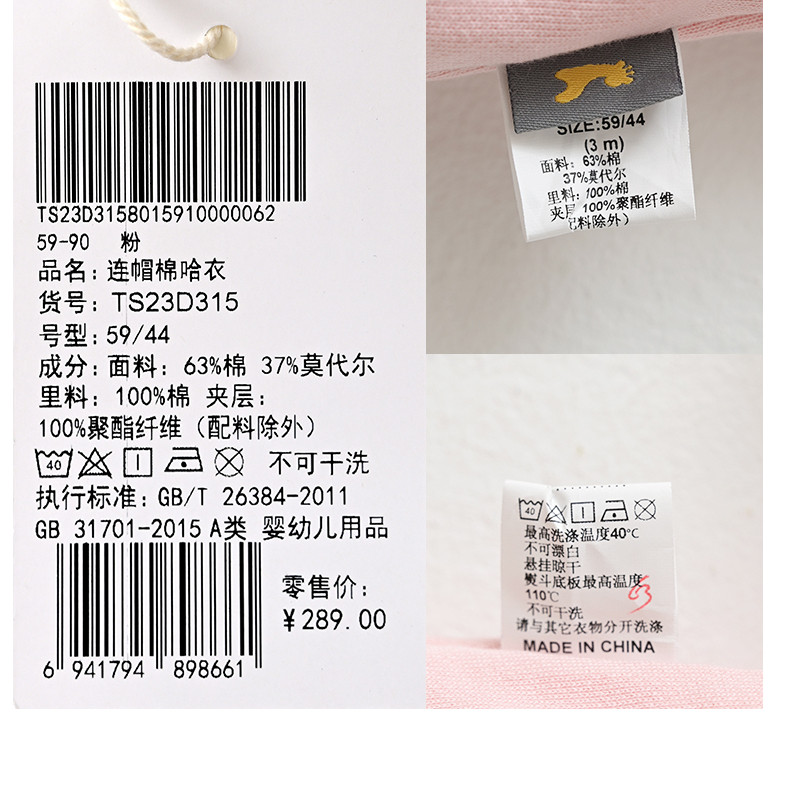 TS23D3158015910000062
59-90 粉
品名：连帽棉哈衣
货号：TS23D315
号型：59/44
成分：面料：63%棉 37%莫代尔
里料：100%棉 夹层：
100%聚酯纤维（配料除外）
40 不可干洗
执行标准：GB/T 26384-2011
GB 31701-2015 A类 婴幼儿用品
零售价：
¥289.00
6 941794 898661
SIZE:59/44
(3 m)
面料：63%棉
37%莫代尔
里料：100%棉
夹层 100%聚酯纤维
配料除外）
40
最高洗涤温度40℃
不可漂白
悬挂晾干
熨斗底板最高温度
110℃
不可干洗
请与其它衣物分开洗涤
MADE IN CHINA